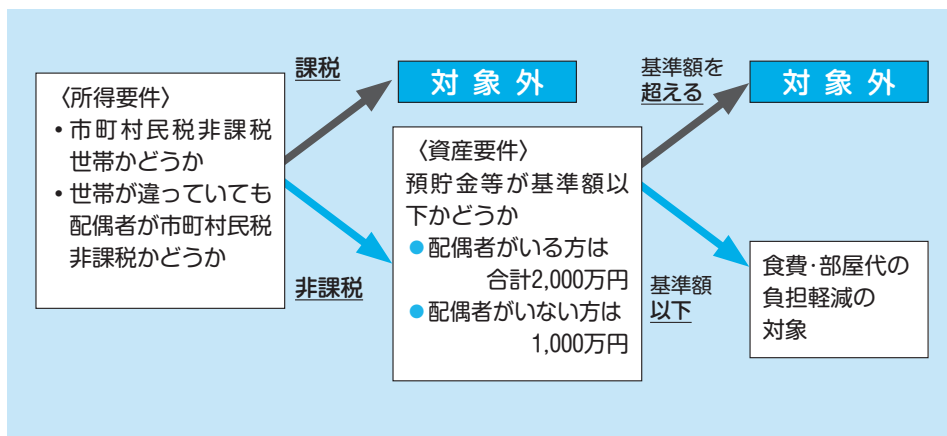 〈所得要件〉
・市町村民税非課税
世帯かどうか
・世帯が違っていても
配偶者が市町村民税
非課税かどうか
課税
対象外
非課税
〈資産要件〉
預貯金等が基準額以
下かどうか
●配偶者がいる方は
合計2,000万円
●配偶者がいない方は
1,000万円
基準額を
超える
対象外
基準額
以下
食費・部屋代の
負担軽減の
対象